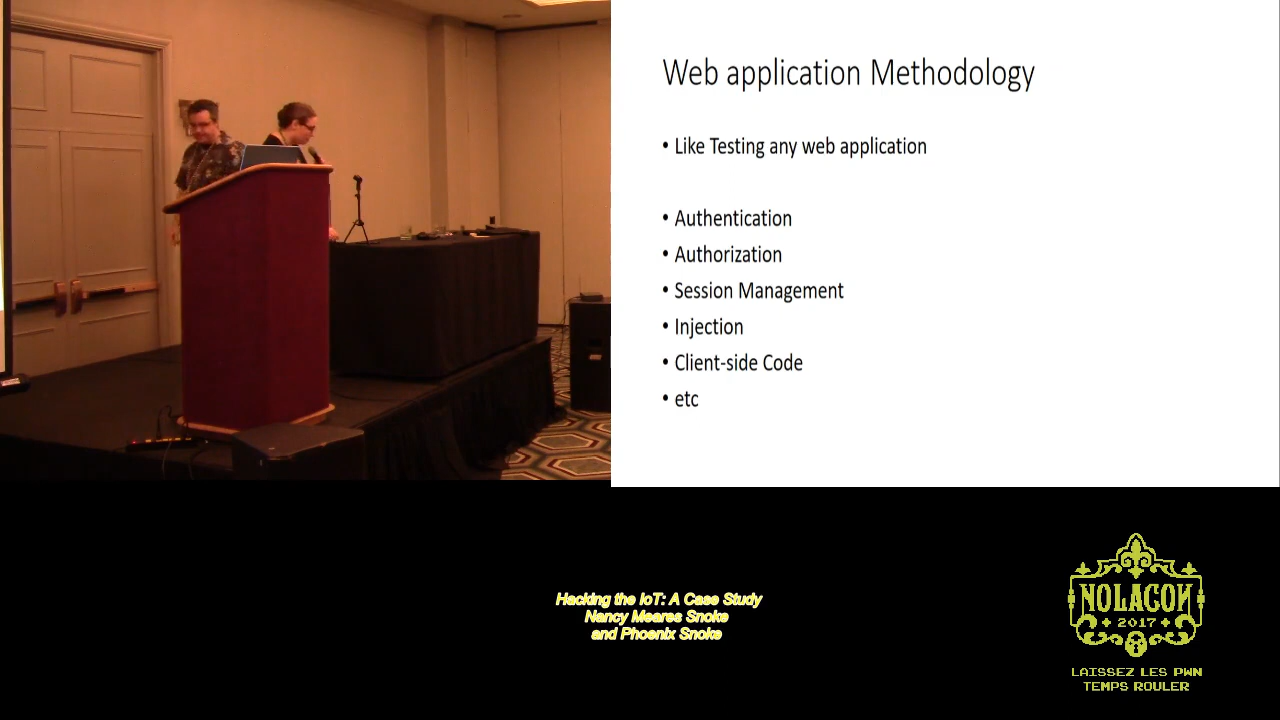 Web application Methodology
• Like Testing any web application
• Authentication
• Authorization
• Session Management
• Injection
• Client-side Code
• etc
Hacking the IoT: A Case Study
Nancy Meares Snoke
and Phoenix Snoke
NOLACON
2017
LAISSEZ LES PWN
TEMPS ROULER